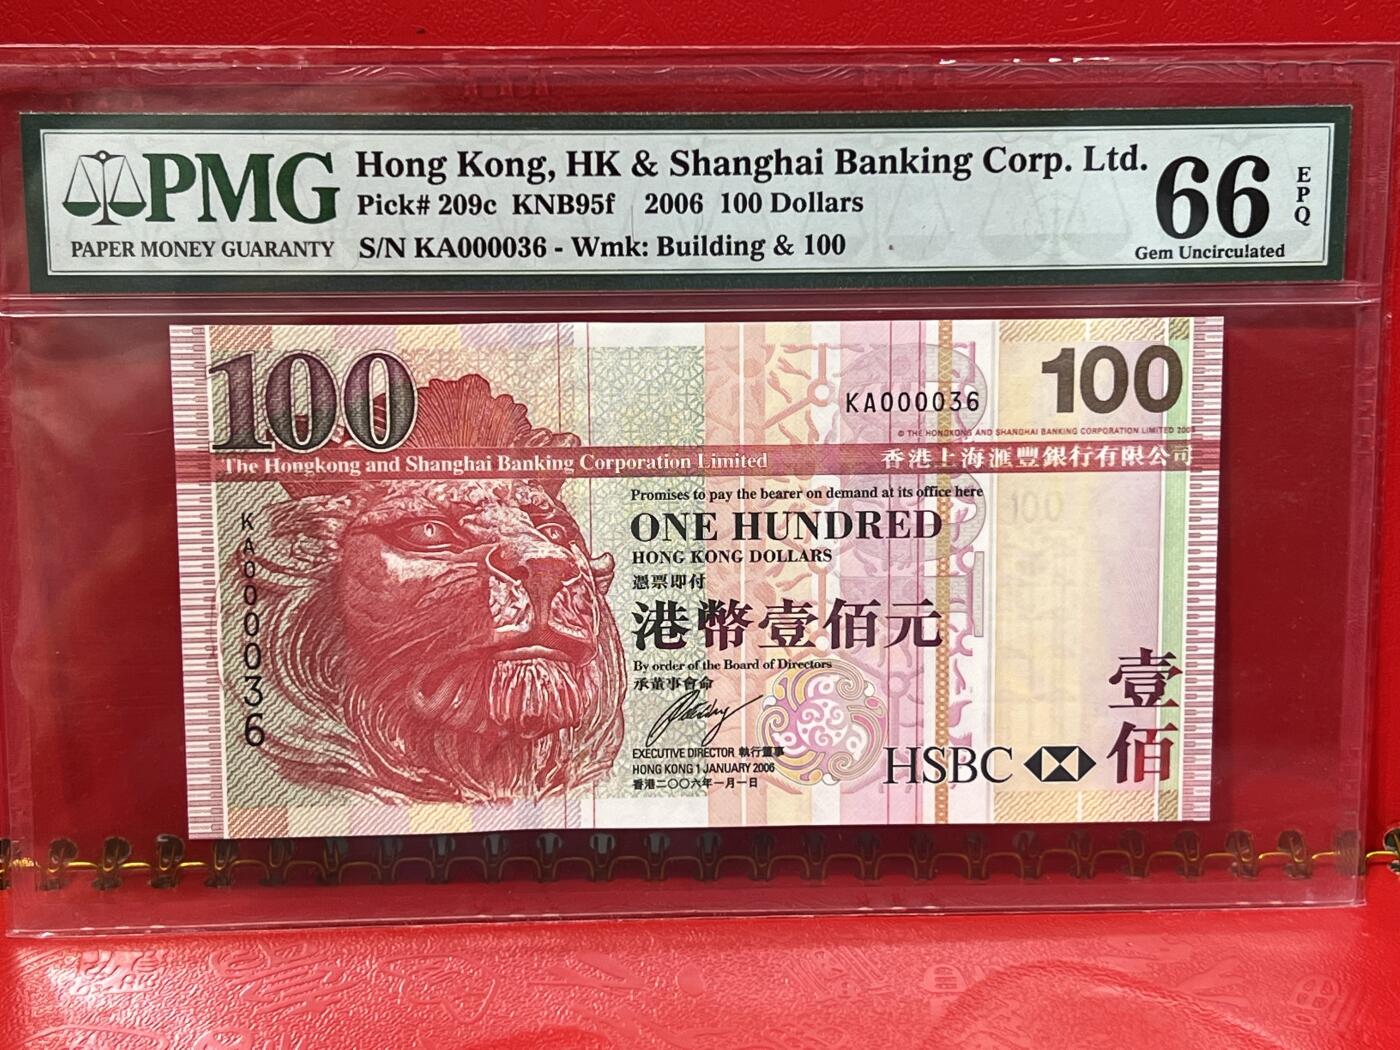 PMG
PAPER MONEY GUARANTY
Hong Kong, HK & Shanghai Banking Corp. Ltd.
Pick# 209c KNB95f 2006 100 Dollars
S/N KA000036 - Wmk: Building & 100
66
EPQ
Gem Uncirculated
100
KA000036
100
© THE HONGKONG AND SHANGHAI BANKING CORPORATION LIMITED
The Hongkong and Shanghai Banking Corporation Limited
香港上海滙豐銀行有限公司
KA000036
Promises to pay the bearer on demand at its office here
100
ONE HUNDRED
HONG KONG DOLLARS
憑票即付
港幣壹佰元
By order of the Board of Directors
承董事會命
EXECUTIVE DIRECTOR 執行董事
HONG KONG 1 JANUARY 2006
香港二〇〇六年一月一日
HSBC
壹佰